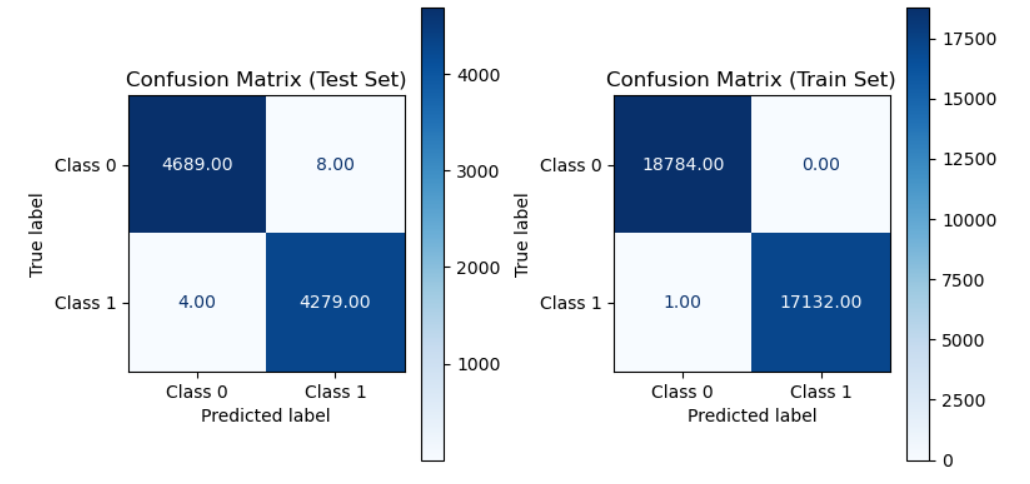 Confusion Matrix (Test Set)
True label
Class 0
4689.00
8.00
Class 1
4.00
4279.00
Class 0
Class 1
Predicted label
4000
3000
2000
1000
Confusion Matrix (Train Set)
True label
Class 0
18784.00
0.00
Class 1
1.00
17132.00
Class 0
Class 1
Predicted label
17500
15000
12500
10000
7500
5000
2500
0